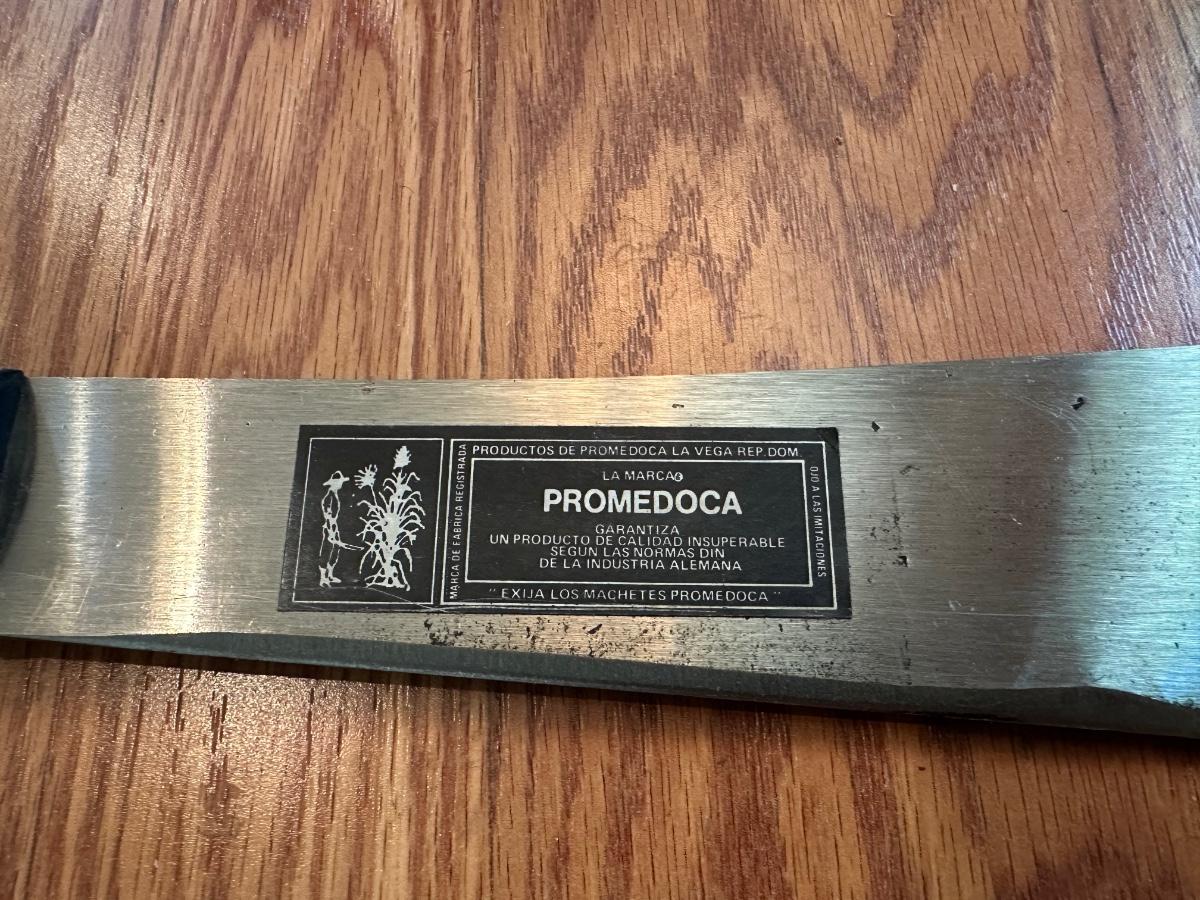 MARCA DE FABRICA REGISTRADA
PRODUCTOS DE PROMEDOCA LA VEGA REP. DOM.
LA MARCA®
PROMEDOCA
GARANTIZA
UN PRODUCTO DE CALIDAD INSUPERABLE
SEGUN LAS NORMAS DIN
DE LA INDUSTRIA ALEMANA
OJO A LAS IMITACIONES
"EXIJA LOS MACHETES PROMEDOCA"